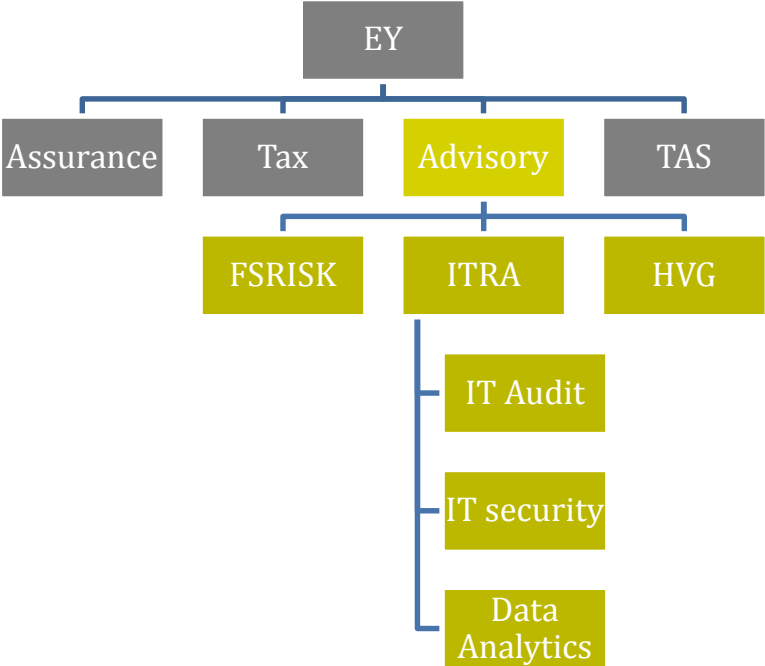 EY
Assurance
Tax
Advisory
TAS
FSRISK
ITRA
HVG
IT Audit
IT security
Data
Analytics